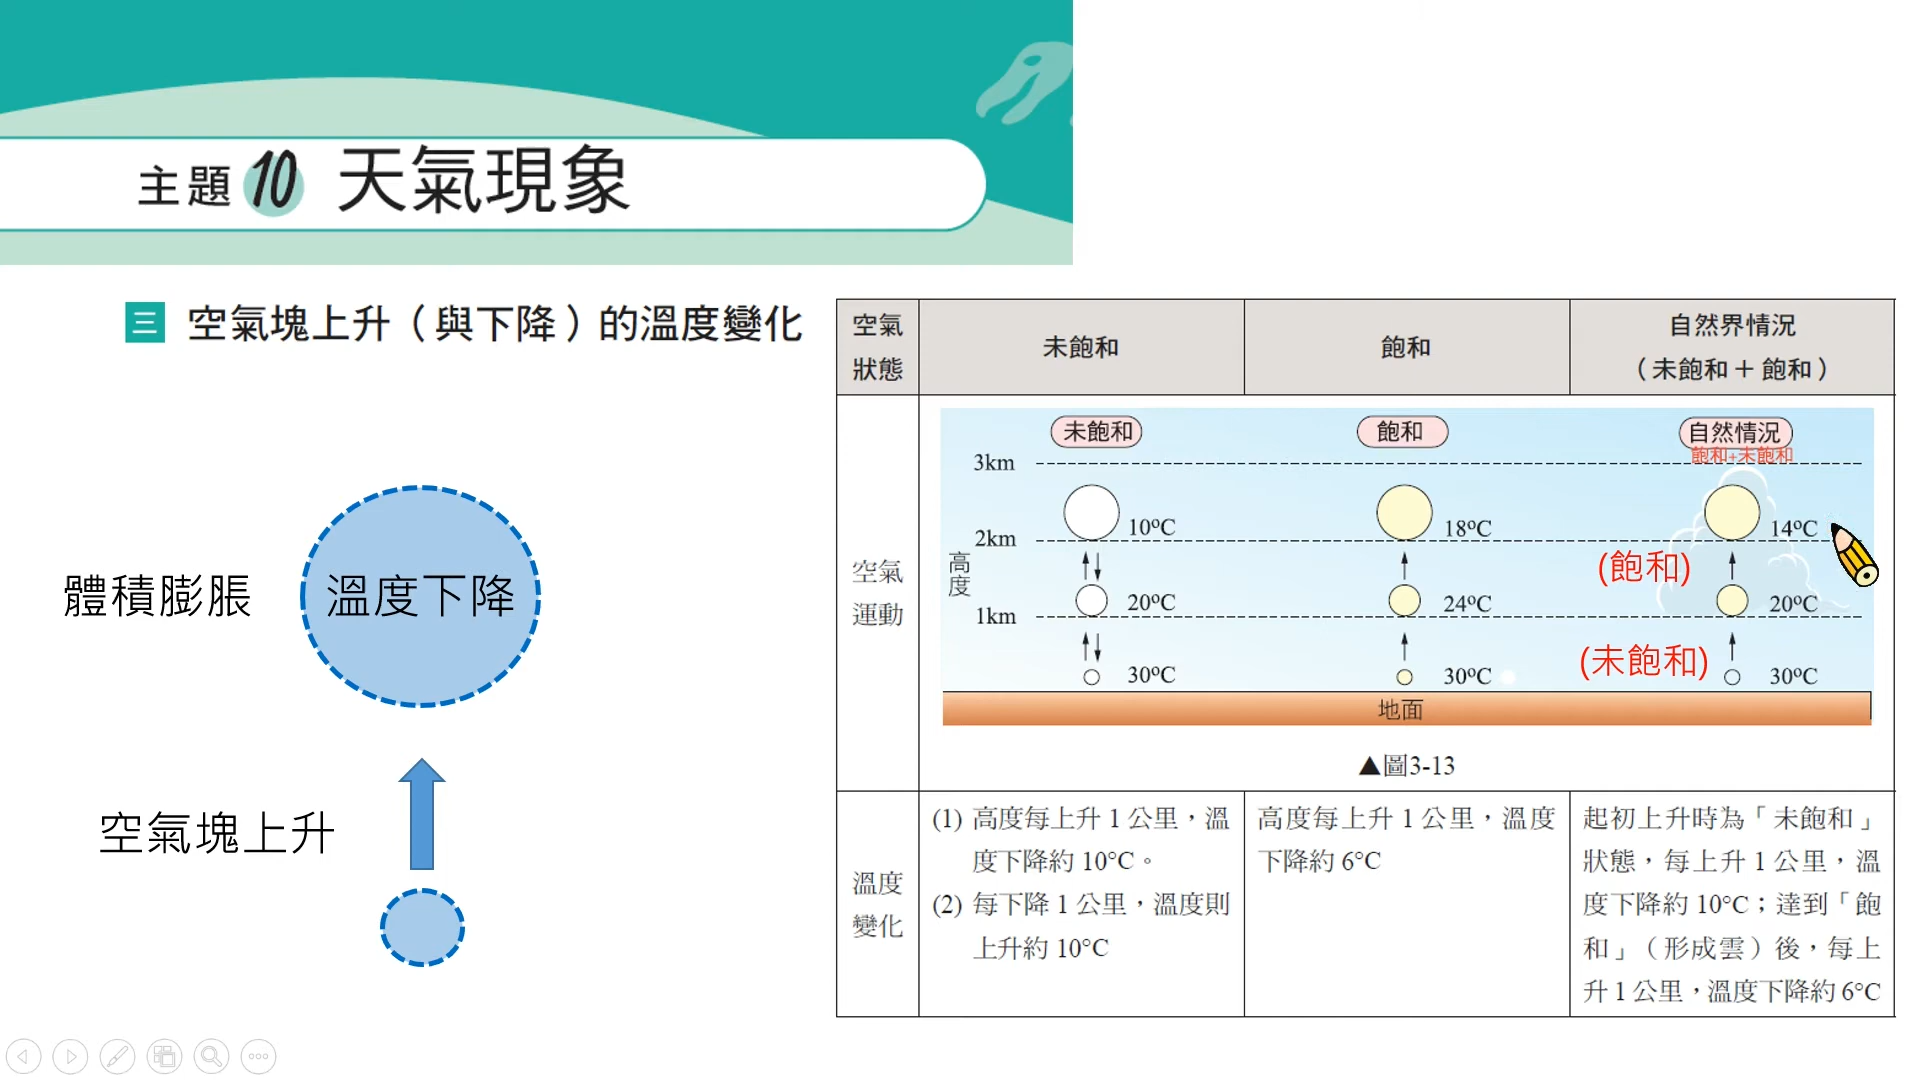 主題10 天氣現象
三 空氣塊上升（與下降）的溫度變化
體積膨脹
溫度下降
空氣塊上升
空氣
狀態
未飽和
飽和
自然界情況
（未飽和＋飽和）
空氣
運動
未飽和
飽和
自然情況
飽和+未飽和
3km
2km
1km
高度
10°C
18°C
14°C
(飽和)
20°C
24°C
20°C
(未飽和)
30°C
30°C
30°C
地面
▲圖3-13
溫度
變化
(1) 高度每上升 1 公里，溫
度下降約 10°C。
(2) 每下降 1 公里，溫度則
上升約 10°C
高度每上升 1 公里，溫度
下降約 6°C
起初上升時為「未飽和」
狀態，每上升 1 公里，溫
度下降約 10°C；達到「飽
和」（形成雲）後，每上
升 1 公里，溫度下降約 6°C